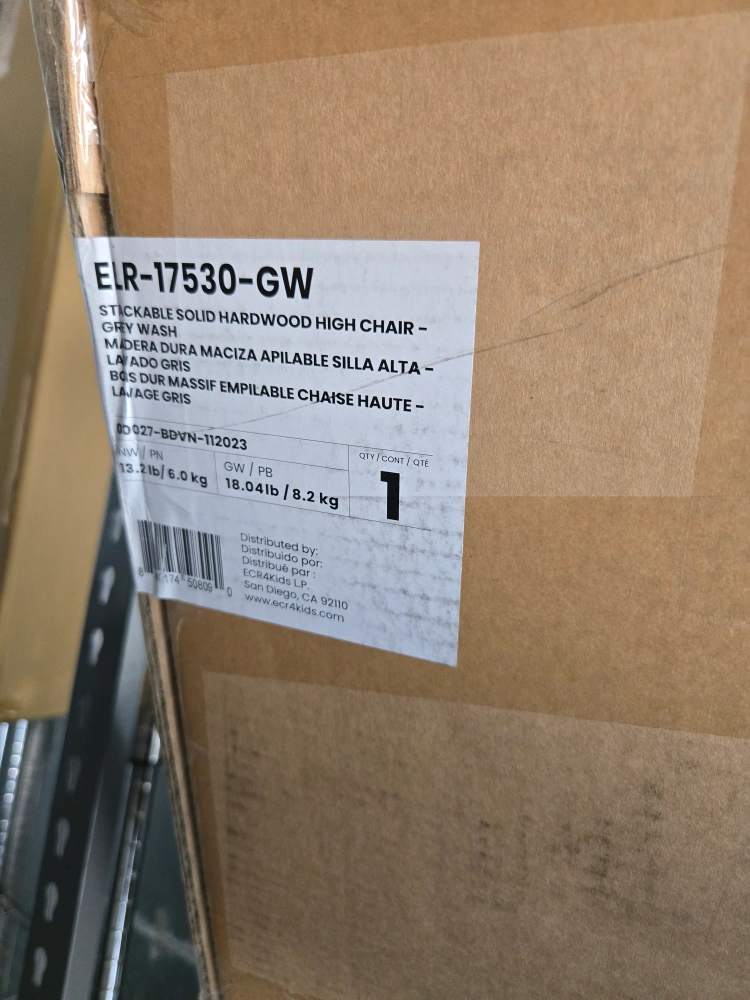 ELR-17530-GW
STACKABLE SOLID HARDWOOD HIGH CHAIR -
GREY WASH
MADERA DURA MACIZA APILABLE SILLA ALTA -
LAVADO GRIS
BOIS DUR MASSIF EMPILABLE CHAISE HAUTE -
LAVAGE GRIS
-BDVN-112023
NW / PN
13.2lb/ 6.0 kg
GW / PB
18.04lb / 8.2 kg
QTY / CONT / QTÉ
1
50809 0
Distributed by:
Distribuido por:
Distribué par :
ECR4Kids L.P.
San Diego, CA 92110
www.ecr4kids.com